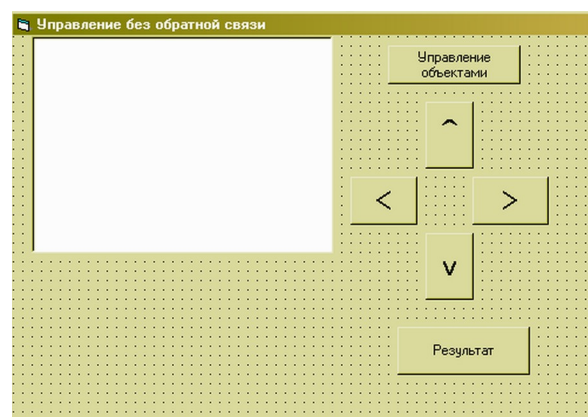 Управление без обратной связи
Управление
объектами
^
<
>
v
Результат